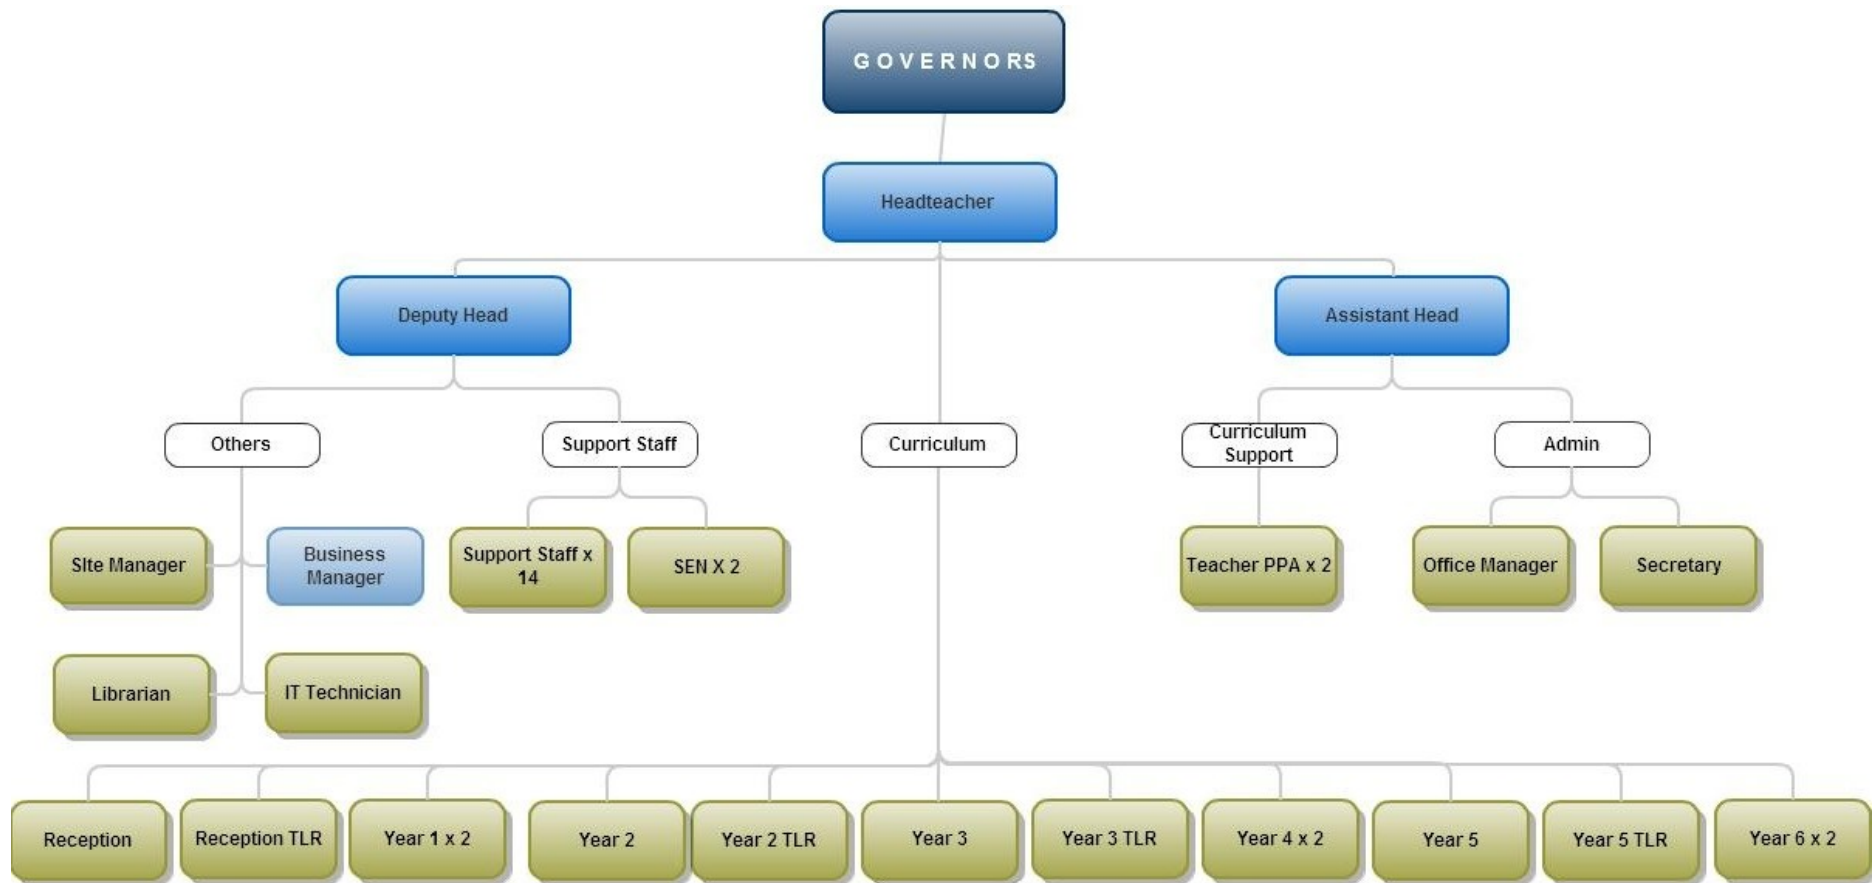 G O V E R N O RS
Headteacher
Deputy Head
Assistant Head
Others
Support Staff
Curriculum
Curriculum
Support
Admin
SIte Manager
Business
Manager
Support Staff x
14
SEN X 2
Teacher PPA x 2
Office Manager
Secretary
Librarian
IT Technician
Reception
Reception TLR
Year 1 x 2
Year 2
Year 2 TLR
Year 3
Year 3 TLR
Year 4 x 2
Year 5
Year 5 TLR
Year 6 x 2